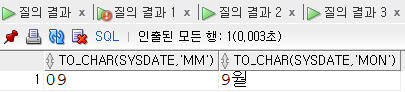 질의 결과 × 질의 결과 1 × 질의 결과 2 × 질의 결과 3 ×
SQL | 인출된 모든 행: 1(0,003초)
TO_CHAR(SYSDATE,'MM') TO_CHAR(SYSDATE,'MON')
1 09 9월